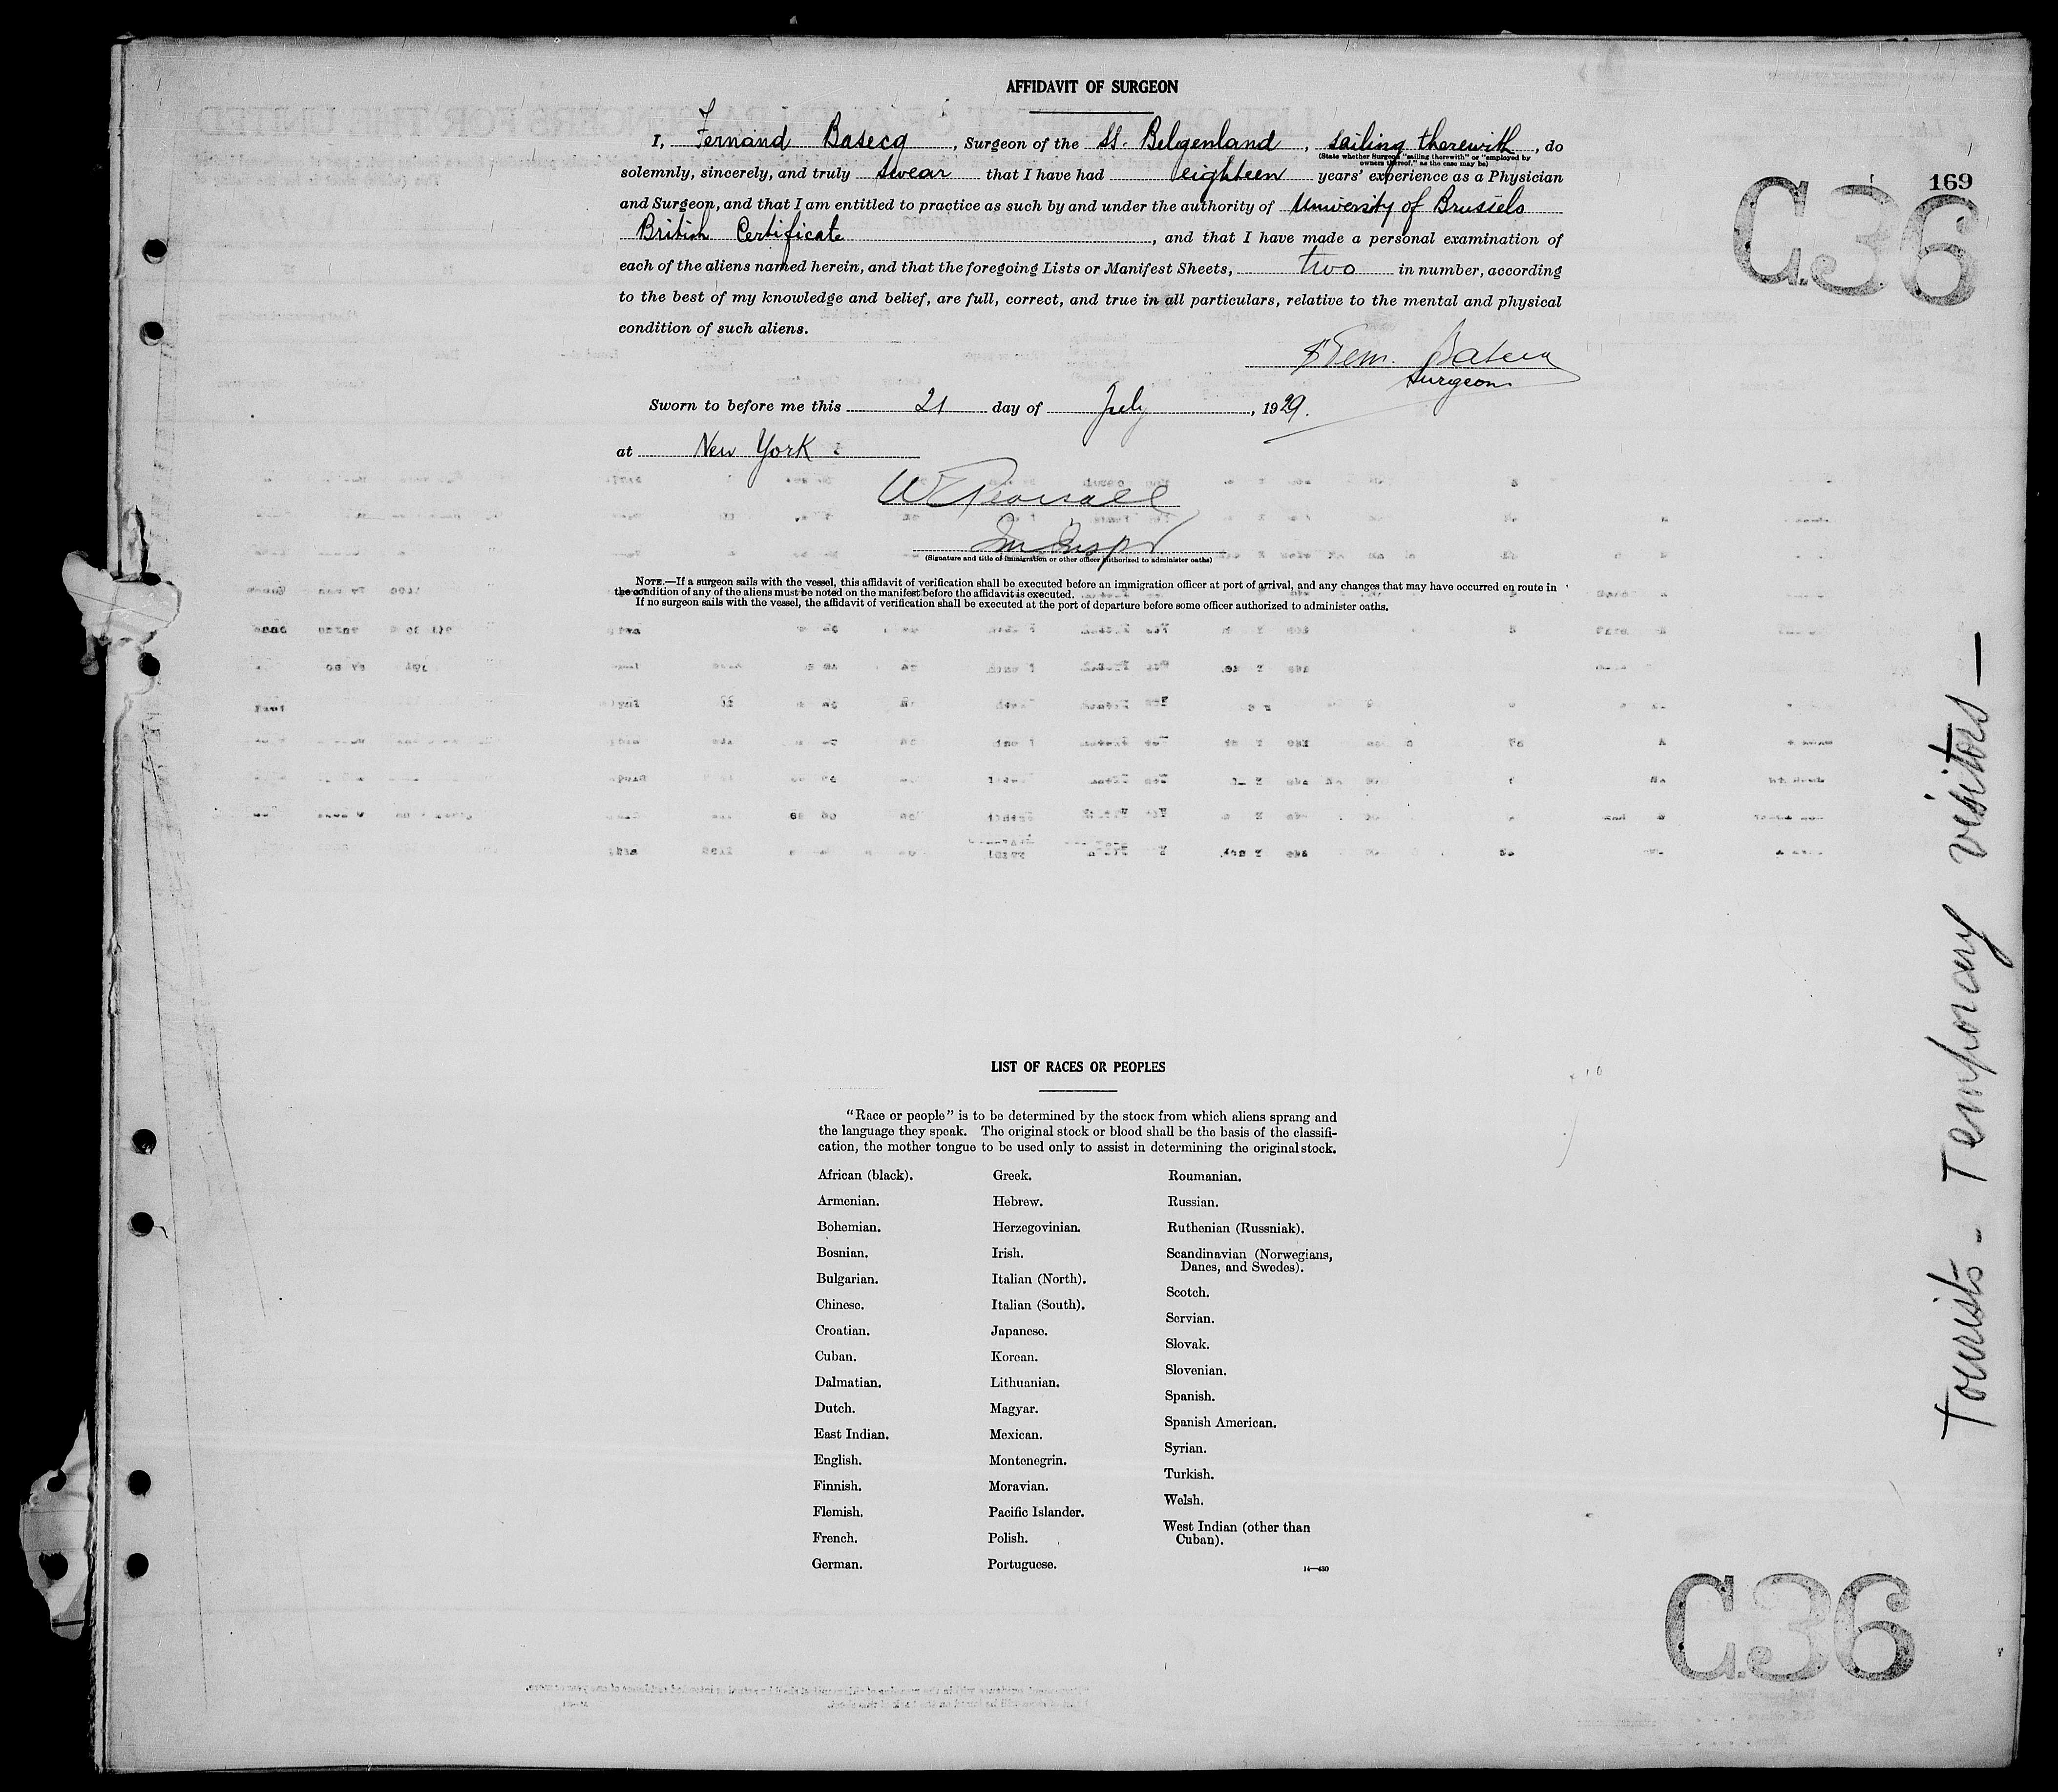 AFFIDAVIT OF SURGEON
I, Fernand Basecq, Surgeon of the SS. Belgenland, sailing therewith, do
(State whether Surgeon "sailing therewith" or "employed by
owners thereof," as the case may be)
solemnly, sincerely, and truly swear that I have had eighteen years' experience as a Physician
169
and Surgeon, and that I am entitled to practice as such by and under the authority of University of Brussels
British Certificate, and that I have made a personal examination of
C.36
each of the aliens named herein, and that the foregoing Lists or Manifest Sheets, two in number, according
to the best of my knowledge and belief, are full, correct, and true in all particulars, relative to the mental and physical
condition of such aliens.
Surgeon
Sworn to before me this 21 day of July, 1929.
at New York
(Signature and title of immigration or other officer authorized to administer oaths)
NOTE.—If a surgeon sails with the vessel, this affidavit of verification shall be executed before an immigration officer at port of arrival, and any changes that may have occurred en route in
the condition of any of the aliens must be noted on the manifest before the affidavit is executed.
If no surgeon sails with the vessel, the affidavit of verification shall be executed at the port of departure before some officer authorized to administer oaths.
Tourists - Temporary visitors —
LIST OF RACES OR PEOPLES
"Race or people" is to be determined by the stock from which aliens sprang and
the language they speak. The original stock or blood shall be the basis of the classifi-
cation, the mother tongue to be used only to assist in determining the original stock.
African (black).
Armenian.
Bohemian.
Bosnian.
Bulgarian.
Chinese.
Croatian.
Cuban.
Dalmatian.
Dutch.
East Indian.
English.
Finnish.
Flemish.
French.
German.
Greek.
Hebrew.
Herzegovinian.
Irish.
Italian (North).
Italian (South).
Japanese.
Korean.
Lithuanian.
Magyar.
Mexican.
Montenegrin.
Moravian.
Pacific Islander.
Polish.
Portuguese.
Roumanian.
Russian.
Ruthenian (Russniak).
Scandinavian (Norwegians,
Danes, and Swedes).
Scotch.
Servian.
Slovak.
Slovenian.
Spanish.
Spanish American.
Syrian.
Turkish.
Welsh.
West Indian (other than
Cuban).
14—430
C.36